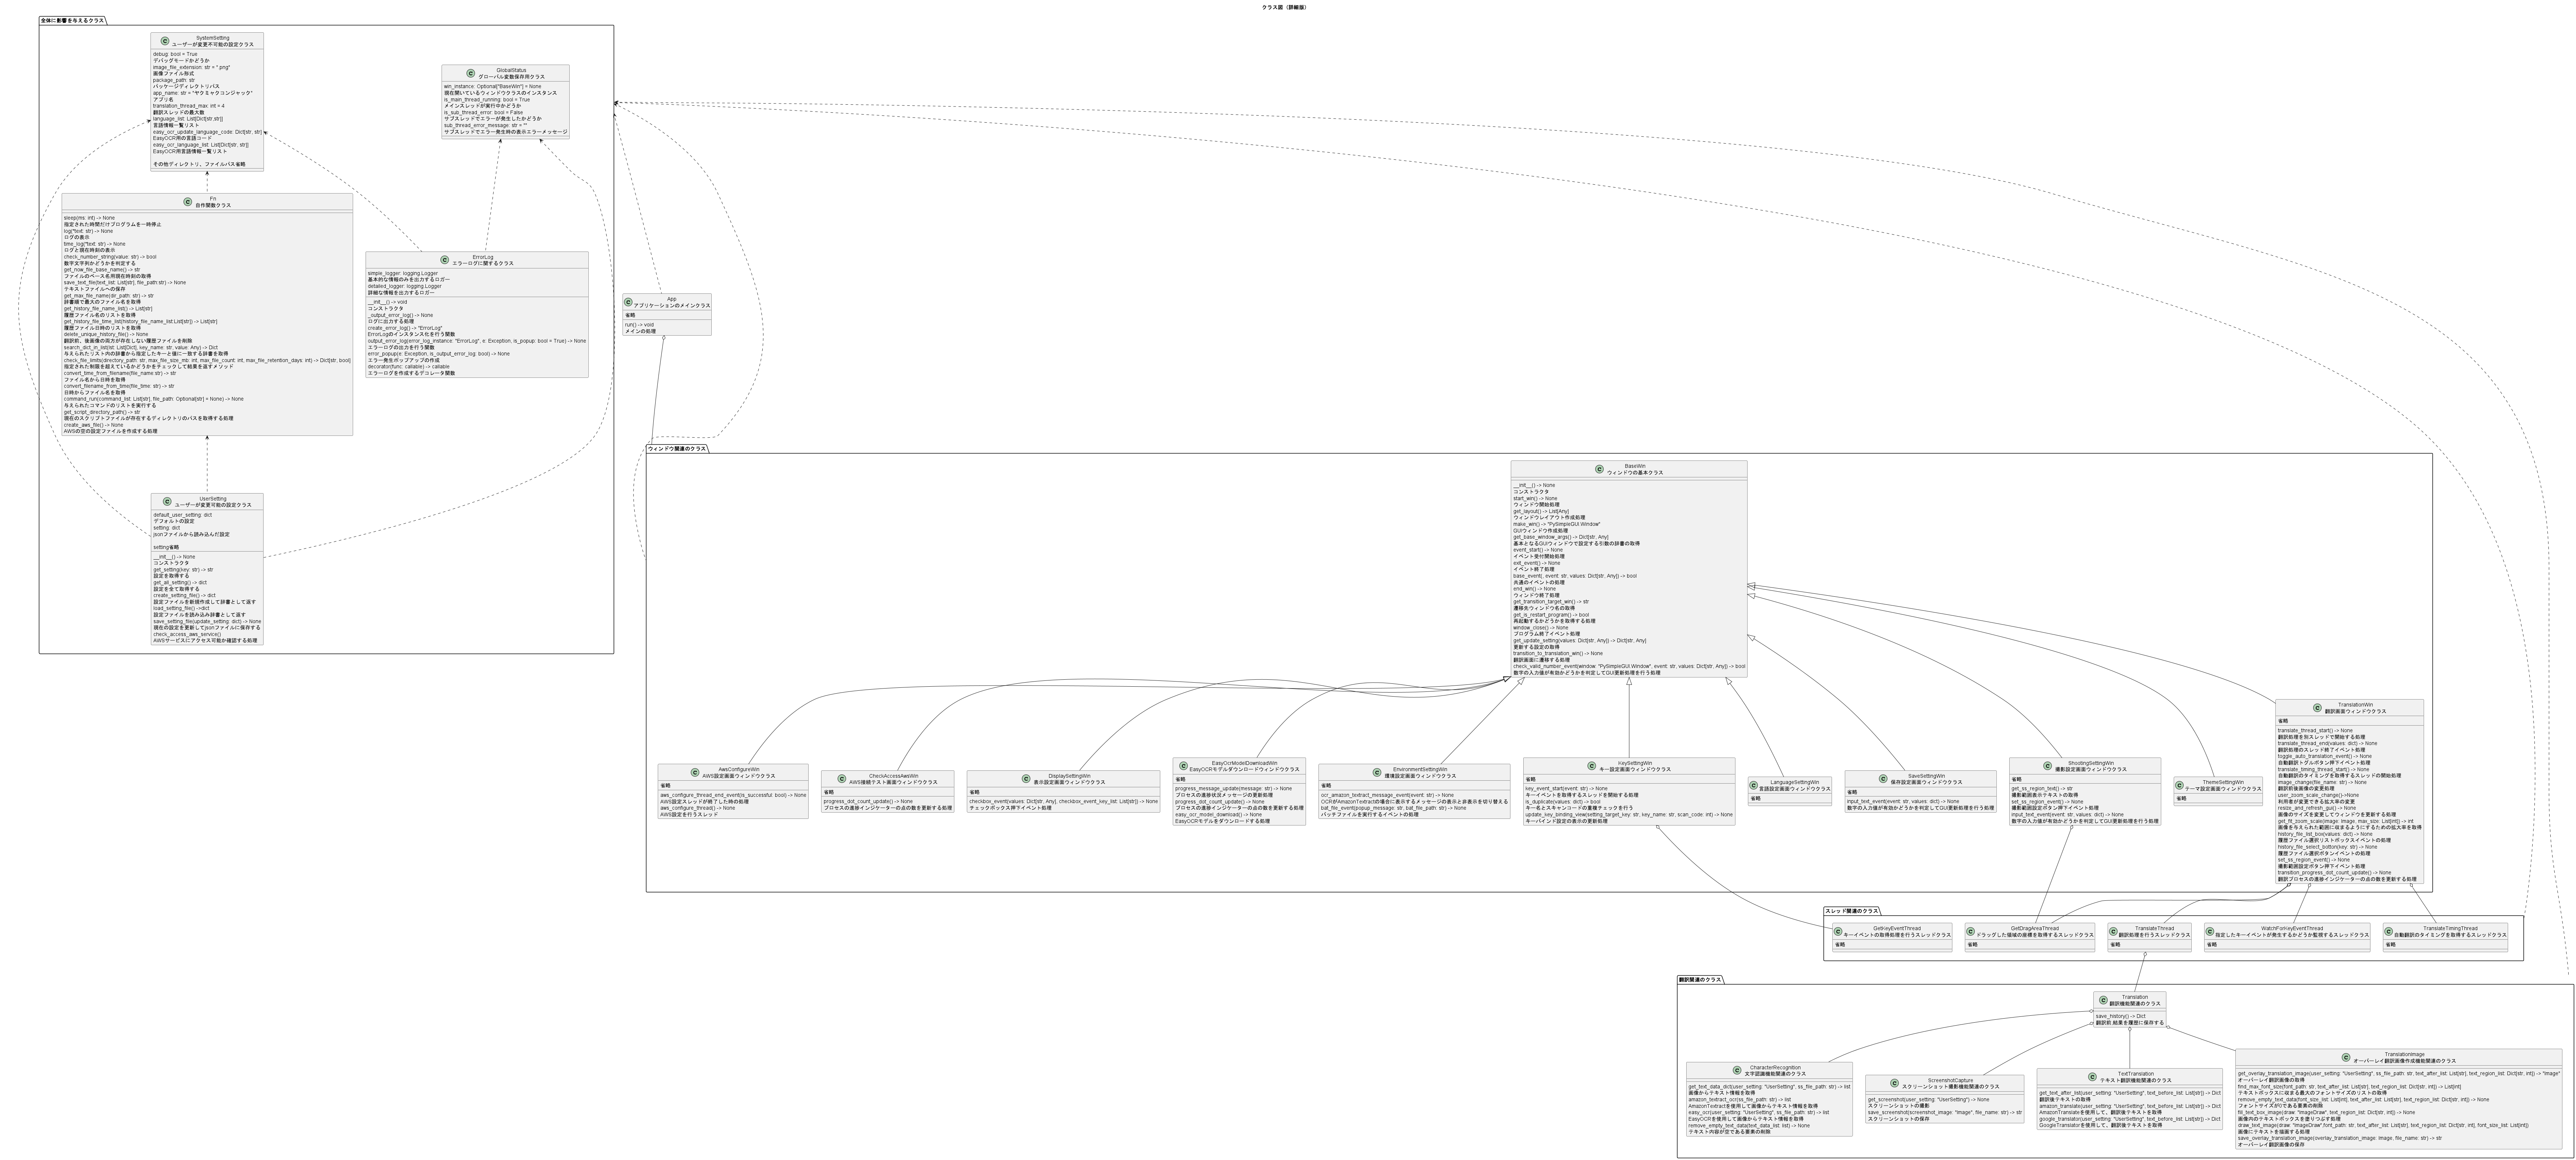 クラス図（詳細版）
全体に影響を与えるクラス
SystemSetting
ユーザーが変更不可能の設定クラス
debug: bool = True
デバッグモードかどうか
image_file_extension: str = ".png"
画像ファイル形式
package_path: str
パッケージディレクトリパス
app_name: str = "ヤクミャクコンジャック"
アプリ名
translation_thread_max: int = 4
翻訳スレッドの最大数
language_list: List[Dict[str,str]]
言語情報一覧リスト
easy_ocr_update_language_code: Dict[str, str]
EasyOCR用の言語コード
easy_ocr_language_list: List[Dict[str, str]]
EasyOCR用言語情報一覧リスト
その他ディレクトリ、ファイルパス省略
GlobalStatus
グローバル変数保存用クラス
win_instance: Optional("BaseWin") = None
現在開いているウィンドウクラスのインスタンス
is_main_thread_running: bool = True
メインスレッドが実行中かどうか
is_sub_thread_error: bool = False
サブスレッドでエラーが発生したかどうか
sub_thread_error_message: str = ""
サブスレッドでエラー発生時の表示エラーメッセージ
Fn
自作関数クラス
sleep(ms: int) -> None
指定された時間だけプログラムを一時停止
log(*text: str) -> None
ログの表示
time_log(*text: str) -> None
ログと現在時刻の表示
check_number_string(value: str) -> bool
数字文字列かどうかを判定する
get_now_file_base_name() -> str
ファイルのベース名用現在時刻の取得
save_text_file(text_list: List[str], file_path:str) -> None
テキストファイルへの保存
get_max_file_name(dir_path: str) -> str
辞書順で最大のファイル名を取得
get_history_file_name_list() -> List[str]
履歴ファイル名のリストを取得
get_history_file_time_list(history_file_name_list:List[str]) -> List[str]
履歴ファイル日時のリストを取得
delete_unique_history_file() -> None
翻訳前、後画像の両方が存在しない履歴ファイルを削除
search_dict_in_list(lst: List[Dict], key_name: str, value: Any) -> Dict
与えられたリスト内の辞書から指定したキーと値に一致する辞書を取得
check_file_limits(directory_path: str, max_file_size_mb: int, max_file_count: int, max_file_retention_days: int) -> Dict[str, bool]
指定された制限を超えているかどうかをチェックして結果を返すメソッド
convert_time_from_filename(file_name:str) -> str
ファイル名から日時を取得
convert_filename_from_time(file_time: str) -> str
日時からファイル名を取得
command_run(command_list: List[str], file_path: Optional[str] = None) -> None
与えられたコマンドのリストを実行する
get_script_directory_path() -> str
現在のスクリプトファイルが存在するディレクトリのパスを取得する処理
create_aws_file() -> None
AWSの空の設定ファイルを作成する処理
ErrorLog
エラーログに関するクラス
simple_logger: logging.Logger
基本的な情報のみを出力するロガー
detailed_logger: logging.Logger
詳細な情報を出力するロガー
__init__() -> void
コンストラクタ
_output_error_log() -> None
ログに出力する処理
create_error_log() -> "ErrorLog"
ErrorLogのインスタンス化を行う関数
output_error_log(error_log_instance: "ErrorLog", e: Exception, is_popup: bool = True) -> None
エラーログの出力を行う関数
error_popup(e: Exception, is_output_error_log: bool) -> None
エラー発生ポップアップの作成
decorator(func: callable) -> callable
エラーログを作成するデコレータ関数
App
アプリケーションのメインクラス
省略
run() -> void
メインの処理
UserSetting
ユーザーが変更可能の設定クラス
default_user_setting: dict
デフォルトの設定
setting: dict
jsonファイルから読み込んだ設定
setting省略
__init__() -> None
コンストラクタ
get_setting(key: str) -> str
設定を取得する
get_all_setting() -> dict
設定を全て取得する
create_setting_file() -> dict
設定ファイルを新規作成して辞書として返す
load_setting_file() ->dict
設定ファイルを読み込み辞書として返す
save_setting_file(update_setting: dict) -> None
現在の設定を更新してjsonファイルに保存する
check_access_aws_service()
AWSサービスにアクセス可能か確認する処理
ウィンドウ関連のクラス
BaseWin
ウィンドウの基本クラス
__init__() -> None
コンストラクタ
start_win() -> None
ウィンドウ開始処理
get_layout() -> List[Any]
ウィンドウレイアウト作成処理
make_win() -> "PySimpleGUI.Window"
GUIウィンドウ作成処理
get_base_window_args() -> Dict[str, Any]
基本となるGUIウィンドウで設定する引数の辞書の取得
event_start() -> None
イベント受付開始処理
exit_event() -> None
イベント終了処理
base_event(, event: str, values: Dict[str, Any]) -> bool
共通のイベントの処理
end_win() -> None
ウィンドウ終了処理
get_transition_target_win() -> str
遷移先ウィンドウ名の取得
get_is_restart_program() -> bool
再起動するかどうかを取得する処理
window_close() -> None
プログラム終了イベント処理
get_update_setting(values: Dict[str, Any]) -> Dict[str, Any]
更新する設定の取得
transition_to_translation_win() -> None
翻訳画面に遷移する処理
check_valid_number_event(window: "PySimpleGUI.Window", event: str, values: Dict[str, Any]) -> bool
数字の入力値が有効かどうかを判定してGUI更新処理を行う処理
AwsConfigureWin
AWS設定画面ウィンドウクラス
省略
aws_configure_thread_end_event(is_successful: bool) -> None
AWS設定スレッドが終了した時の処理
aws_configure_thread() -> None
AWS設定を行うスレッド
CheckAccessAwsWin
AWS接続テスト画面ウィンドウクラス
省略
progress_dot_count_update() -> None
プロセスの進捗インジケーターの点の数を更新する処理
DisplaySettingWin
表示設定画面ウィンドウクラス
省略
checkbox_event(values: Dict[str, Any], checkbox_event_key_list: List[str]) -> None
チェックボックス押下イベント処理
EasyOcrModelDownloadWin
EasyOCRモデルダウンロードウィンドウクラス
省略
progress_message_update(message: str) -> None
プロセスの進捗状況メッセージの更新処理
progress_dot_count_update() -> None
プロセスの進捗インジケーターの点の数を更新する処理
easy_ocr_model_download() -> None
EasyOCRモデルをダウンロードする処理
EnvironmentSettingWin
環境設定画面ウィンドウクラス
省略
ocr_amazon_textract_message_event(event: str) -> None
OCRがAmazonTextractの場合に表示するメッセージの表示と非表示を切り替える
bat_file_event(popup_message: str, bat_file_path: str) -> None
バッチファイルを実行するイベントの処理
KeySettingWin
キー設定画面ウィンドウクラス
省略
key_event_start(event: str) -> None
キーイベントを取得するスレッドを開始する処理
is_duplicate(values: dict) -> bool
キー名とスキャンコードの重複チェックを行う
update_key_binding_view(setting_target_key: str, key_name: str, scan_code: int) -> None
キーバインド設定の表示の更新処理
LanguageSettingWin
言語設定画面ウィンドウクラス
省略
SaveSettingWin
保存設定画面ウィンドウクラス
省略
input_text_event(event: str, values: dict) -> None
数字の入力値が有効かどうかを判定してGUI更新処理を行う処理
ShootingSettingWin
撮影設定画面ウィンドウクラス
省略
get_ss_region_text() -> str
撮影範囲表示テキストの取得
set_ss_region_event() -> None
撮影範囲設定ボタン押下イベント処理
input_text_event(event: str, values: dict) -> None
数字の入力値が有効かどうかを判定してGUI更新処理を行う処理
ThemeSettingWin
テーマ設定画面ウィンドウクラス
省略
TranslationWin
翻訳画面ウィンドウクラス
省略
translate_thread_start() -> None
翻訳処理を別スレッドで開始する処理
translate_thread_end(values: dict) -> None
翻訳処理のスレッド終了イベント処理
toggle_auto_translate_event() -> None
自動翻訳トグルボタン押下イベント処理
translate_timing_thread_start() -> None
自動翻訳のタイミングを取得するスレッドの開始処理
image_change(file_name: str) -> None
翻訳前後画像の変更処理
user_zoom_scale_change()->None
利用者が変更できる拡大率の変更
resize_and_refresh_gui() -> None
画像のサイズを変更してウィンドウを更新する処理
get_fit_zoom_scale(image: Image, max_size: List[int]) -> int
画像を与えられた範囲に収まるようにするための拡大率を取得
history_file_list_box(values: dict) -> None
履歴ファイル選択リストボックスイベントの処理
history_file_select_botton(key: str) -> None
履歴ファイル選択ボタンイベントの処理
set_ss_region_event() -> None
撮影範囲設定ボタン押下イベント処理
transition_progress_dot_count_update() -> None
翻訳プロセスの進捗インジケーターの点の数を更新する処理
スレッド関連のクラス
GetKeyEventThread
キーイベントの取得処理を行うスレッドクラス
省略
GetDragAreaThread
ドラッグした領域の座標を取得するスレッドクラス
省略
TranslateThread
翻訳処理を行うスレッドクラス
省略
WatchForKeyEventThread
指定したキーイベントが発生するかどうか監視するスレッドクラス
省略
TranslateTimingThread
自動翻訳のタイミングを取得するスレッドクラス
省略
翻訳関連のクラス
Translation
翻訳機能関連のクラス
save_history() -> Dict
翻訳前,結果を履歴に保存する
CharacterRecognition
文字認識機能関連のクラス
get_text_data_dict(user_setting: "UserSetting", ss_file_path: str) -> list
画像からテキスト情報を取得
amazon_textract_ocr(ss_file_path: str) -> list
AmazonTextractを使用して画像からテキスト情報を取得
easy_ocr(user_setting: "UserSetting", ss_file_path: str) -> list
EasyOCRを使用して画像からテキスト情報を取得
remove_empty_text_data(text_data_list: list) -> None
テキスト内容が空である要素の削除
ScreenshotCapture
スクリーンショット撮影機能関連のクラス
get_screenshot(user_setting: "UserSetting") -> None
スクリーンショットの撮影
save_screenshot(screenshot_image: "Image", file_name: str) -> str
スクリーンショットの保存
TextTranslation
テキスト翻訳機能関連のクラス
get_text_after_list(user_setting: "UserSetting", text_before_list: List[str]) -> Dict
翻訳後テキストの取得
amazon_translate(user_setting: "UserSetting", text_before_list: List[str]) -> Dict
AmazonTranslateを使用して、翻訳後テキストを取得
google_translator(user_setting: "UserSetting", text_before_list: List[str]) -> Dict
GoogleTranslatorを使用して、翻訳後テキストを取得
TranslationImage
オーバーレイ翻訳画像作成機能関連のクラス
get_overlay_translation_image(user_setting: "UserSetting", ss_file_path: str, text_after_list: List[str], text_region_list: Dict[str, int]) -> "Image"
オーバーレイ翻訳画像の取得
find_max_font_size(font_path: str, text_after_list: List[str], text_region_list: Dict[str, int]) -> List[int]
テキストボックスに収まる最大のフォントサイズのリストの取得
remove_empty_text_data(font_size_list: List[int], text_after_list: List[str], text_region_list: Dict[str, int]) -> None
フォントサイズが0である要素の削除
fill_text_box_image(draw: "ImageDraw", text_region_list: Dict[str, int]) -> None
画像内のテキストボックスを塗りつぶす処理
draw_text_image(draw: "ImageDraw",font_path: str, text_after_list: List[str], text_region_list: Dict[str, int], font_size_list: List[int])
画像にテキストを描画する処理
save_overlay_translation_image(overlay_translation_image: Image, file_name: str) -> str
オーバーレイ翻訳画像の保存